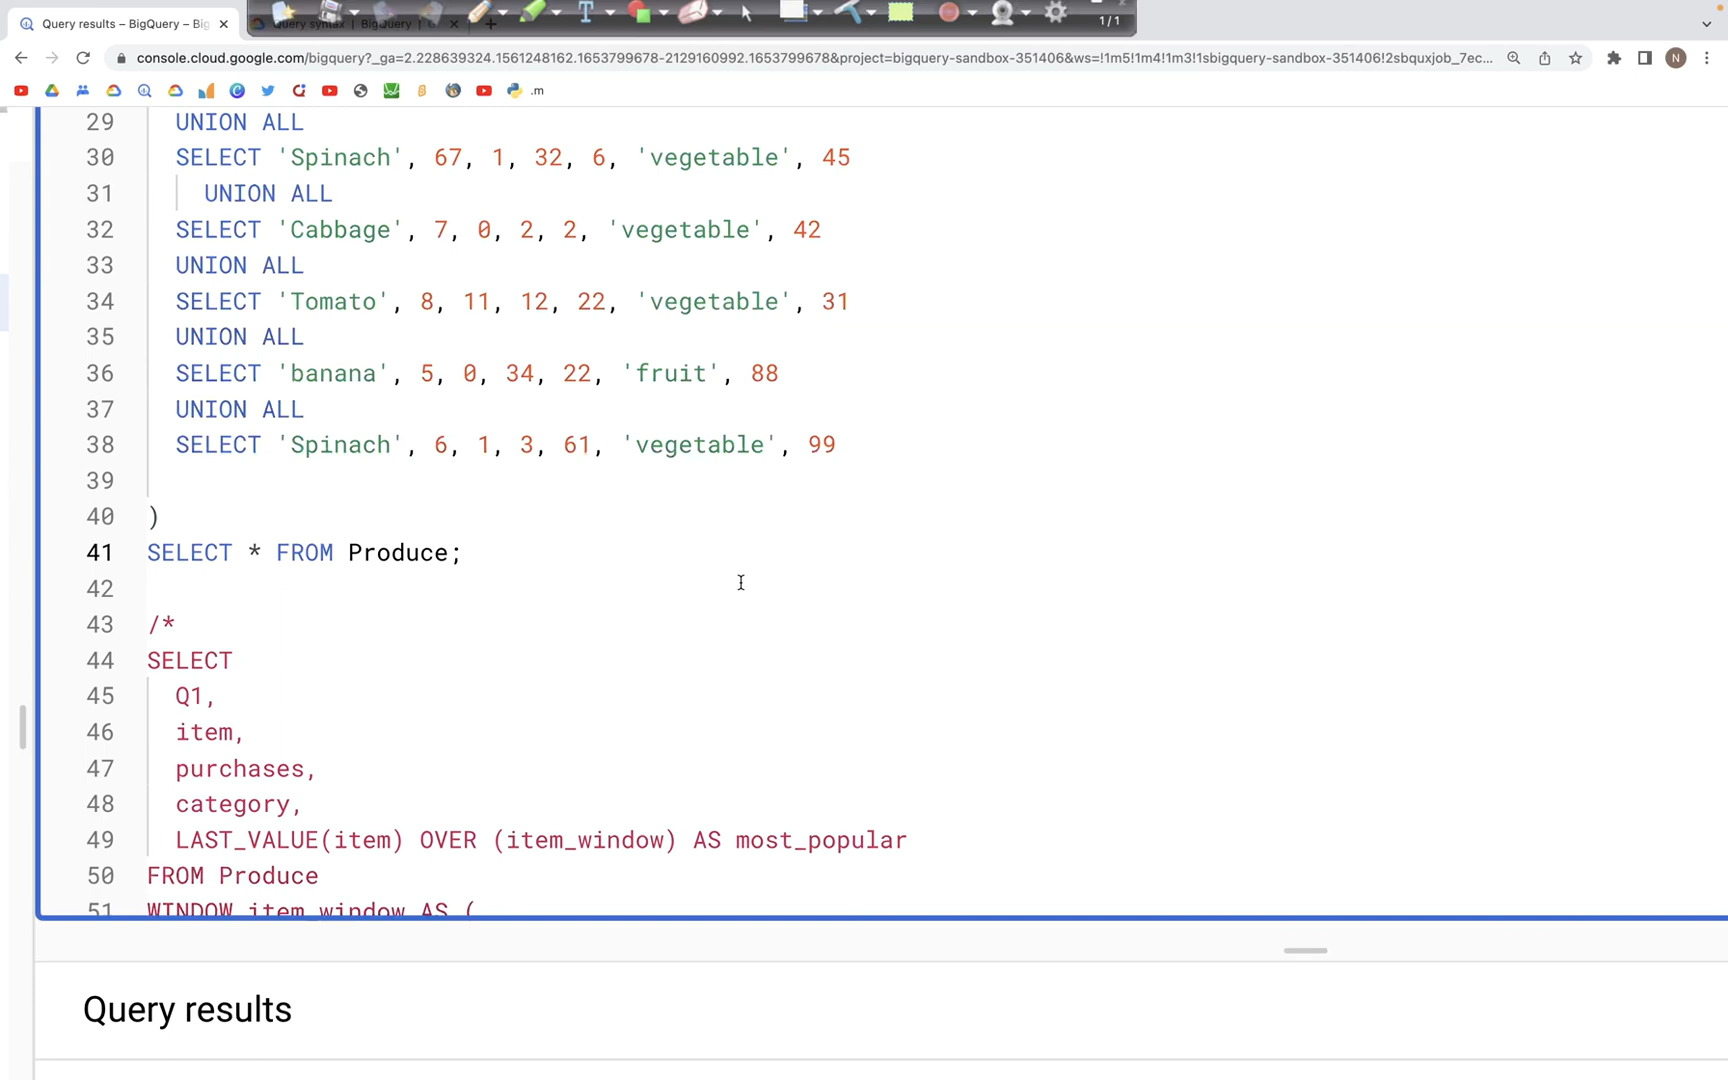 Query results – BigQuery – Big
Query syntax | BigQuery | G
1 / 1
console.cloud.google.com/bigquery?_ga=2.228639324.1561248162.1653799678-2129160992.1653799678&project=bigquery-sandbox-351406&ws=!1m5!1m4!1m3!1sbigquery-sandbox-351406!2sbquxjob_7ec...
N
.m
29 UNION ALL
30 SELECT 'Spinach', 67, 1, 32, 6, 'vegetable', 45
31 UNION ALL
32 SELECT 'Cabbage', 7, 0, 2, 2, 'vegetable', 42
33 UNION ALL
34 SELECT 'Tomato', 8, 11, 12, 22, 'vegetable', 31
35 UNION ALL
36 SELECT 'banana', 5, 0, 34, 22, 'fruit', 88
37 UNION ALL
38 SELECT 'Spinach', 6, 1, 3, 61, 'vegetable', 99
39
40 )
41 SELECT * FROM Produce;
42
43 /*
44 SELECT
45 Q1,
46 item,
47 purchases,
48 category,
49 LAST_VALUE(item) OVER (item_window) AS most_popular
50 FROM Produce
51 WINDOW item_window AS (
Query results